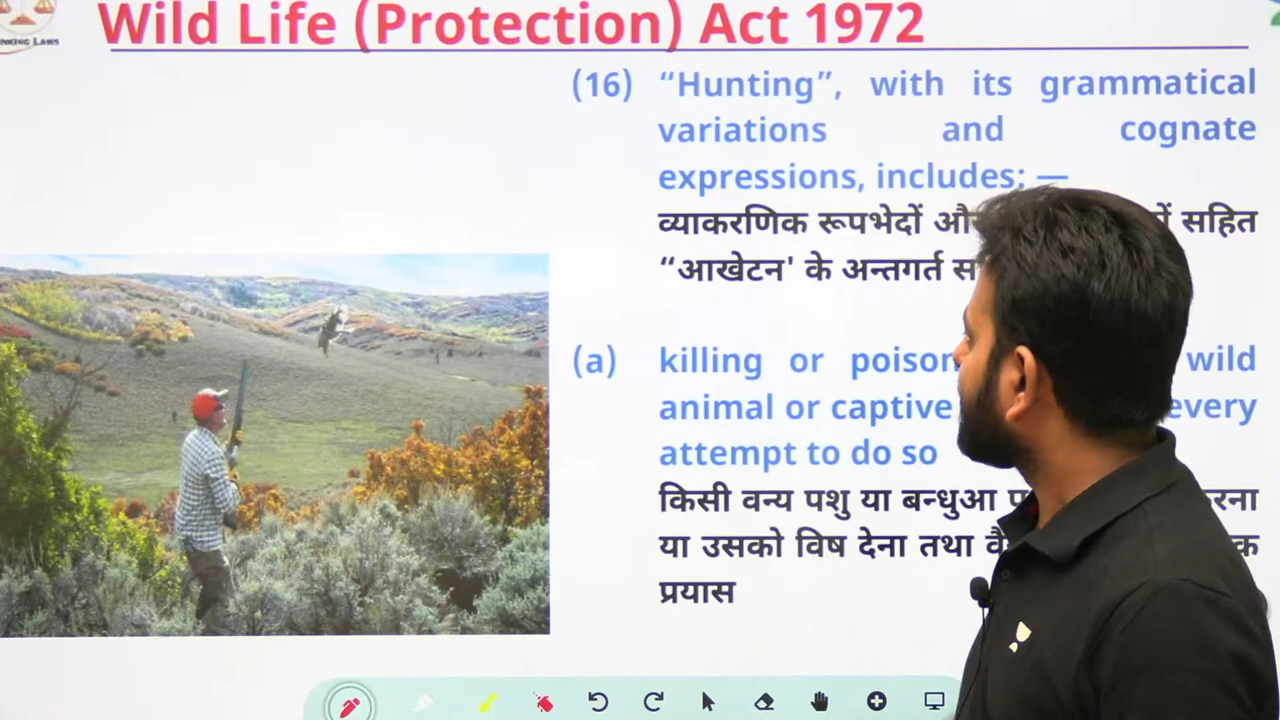 Wild Life (Protection) Act 1972
NKING LAWS
(16) “Hunting”, with its grammatical
variations and cognate
expressions, includes; —
व्याकरणिक रूपभेदों सहित
“आखेटन' के अन्तगर्त
(a) killing or wild
animal or captive every
attempt to do so
किसी वन्य पशु या बन्धुआ
या उसको विष देना तथा
प्रयास